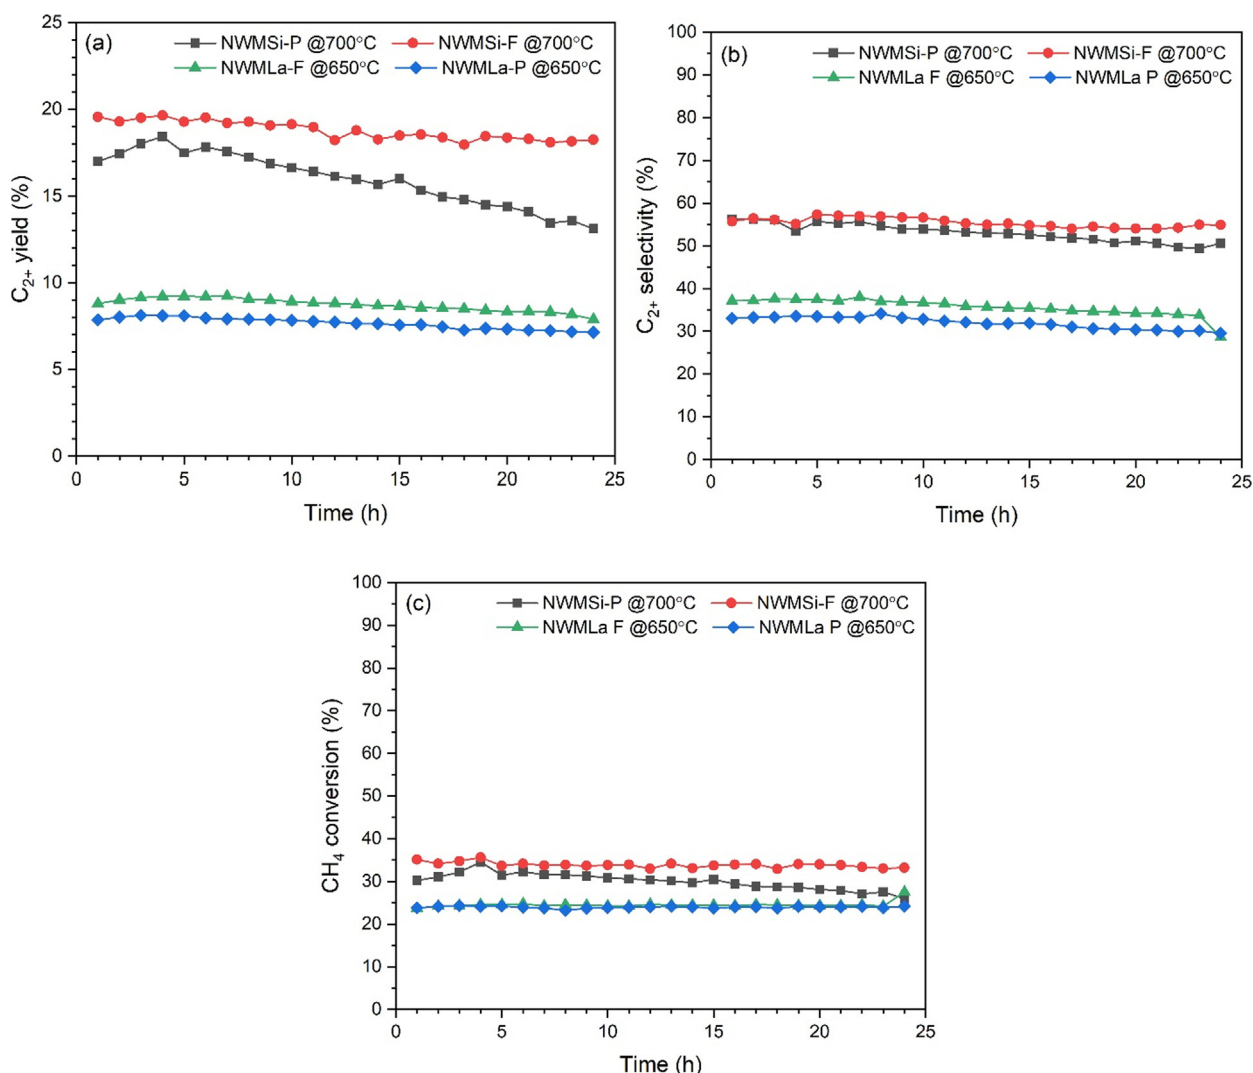 (a)
NWMSi-P @700°C NWMSi-F @700°C
NWMLa-F @650°C NWMLa-P @650°C
25
20
15
10
5
0
C2+ yield (%)
0 5 10 15 20 25
Time (h)
(b)
NWMSi-P @700°C NWMSi-F @700°C
NWMLa F @650°C NWMLa P @650°C
100
90
80
70
60
50
40
30
20
10
0
C2+ selectivity (%)
0 5 10 15 20 25
Time (h)
(c)
NWMSi-P @700°C NWMSi-F @700°C
NWMLa F @650°C NWMLa P @650°C
100
90
80
70
60
50
40
30
20
10
0
CH4 conversion (%)
0 5 10 15 20 25
Time (h)